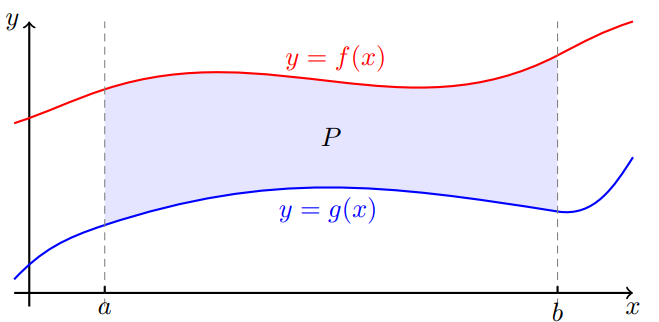 y
y = f(x)
P
y = g(x)
a
b
x